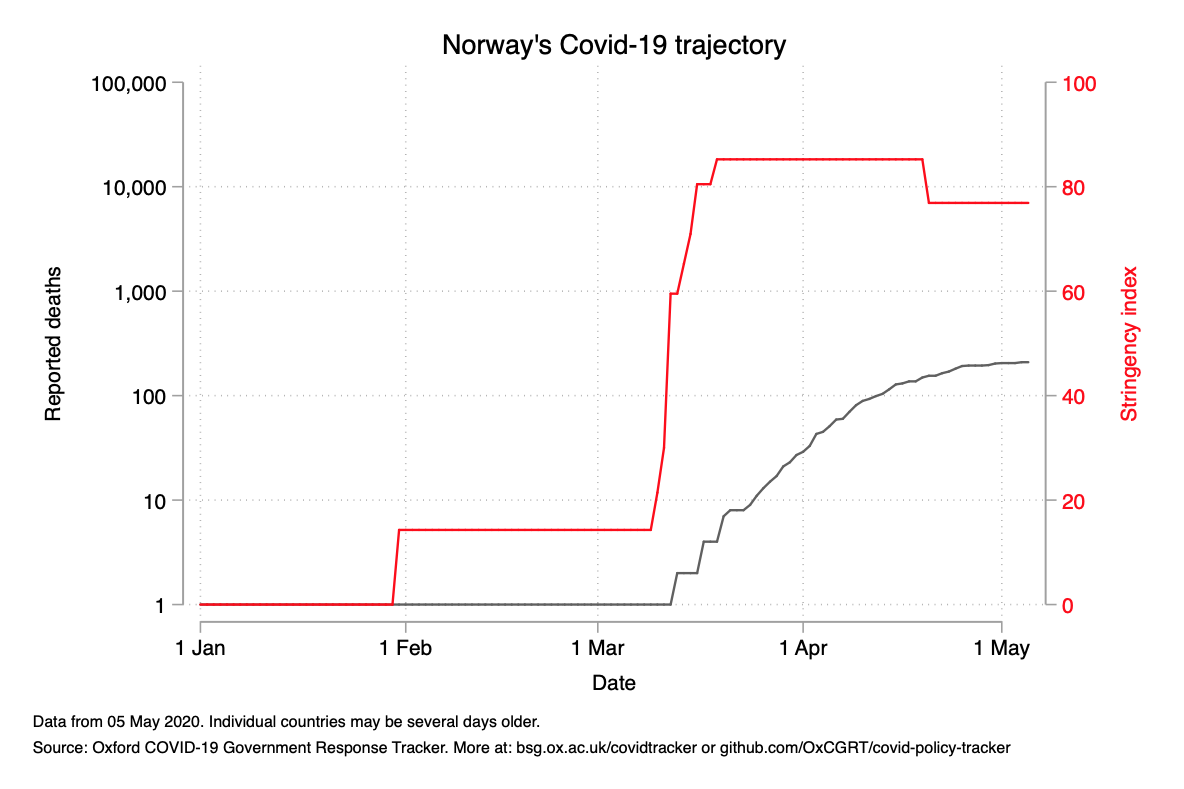 Norway's Covid-19 trajectory
100,000
10,000
1,000
100
10
1
Reported deaths
100
80
60
40
20
0
Stringency index
1 Jan
1 Feb
1 Mar
1 Apr
1 May
Date
Data from 05 May 2020. Individual countries may be several days older.
Source: Oxford COVID-19 Government Response Tracker. More at: bsg.ox.ac.uk/covidtracker or github.com/OxCGRT/covid-policy-tracker